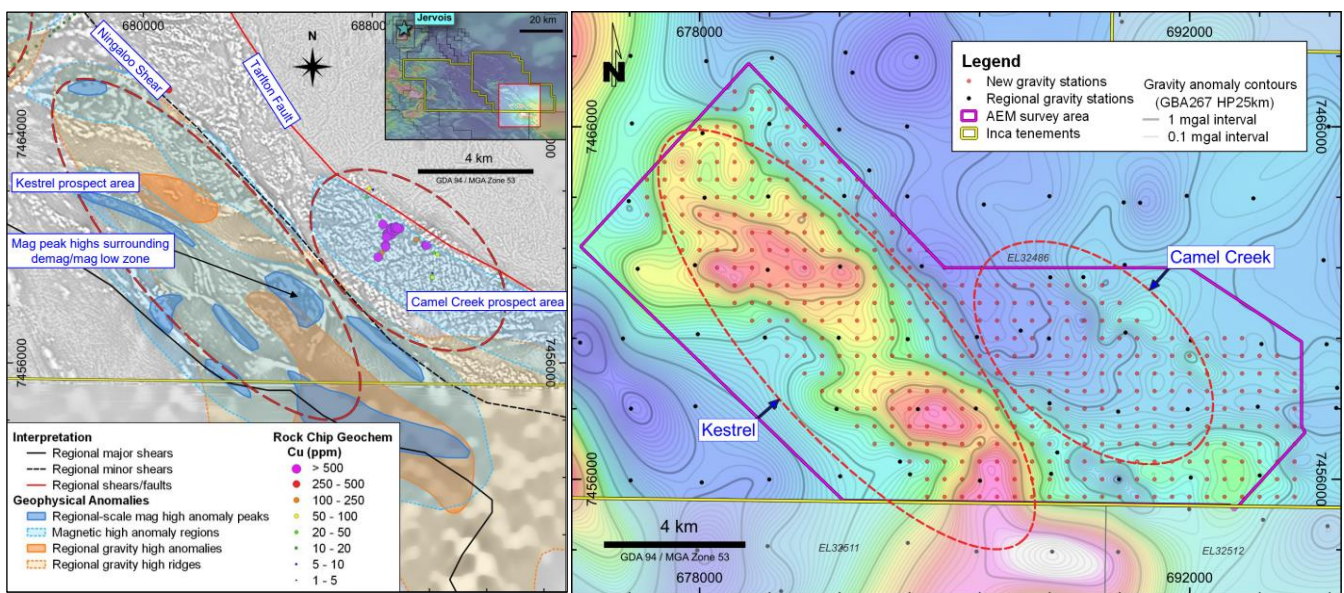 680000
688000
Jervois
20 km
N
Ningaloo Shear
Tarlton Fault
4 km
GDA 94 / MGA Zone 53
7464000
Kestrel prospect area
Mag peak highs surrounding
demag/mag low zone
Camel Creek prospect area
7456000
7456000
Interpretation
Regional major shears
Regional minor shears
Regional shears/faults
Geophysical Anomalies
Regional-scale mag high anomaly peaks
Magnetic high anomaly regions
Regional gravity high anomalies
Regional gravity high ridges
Rock Chip Geochem
Cu (ppm)
> 500
250 - 500
100 - 250
50 - 100
20 - 50
10 - 20
5 - 10
1 - 5
678000
692000
N
Legend
New gravity stations
Regional gravity stations
AEM survey area
Inca tenements
Gravity anomaly contours
(GBA267 HP25km)
1 mgal interval
0.1 mgal interval
7466000
7466000
EL32486
Camel Creek
Kestrel
7456000
7456000
4 km
GDA 94 / MGA Zone 53
EL32511
EL32512
678000
692000